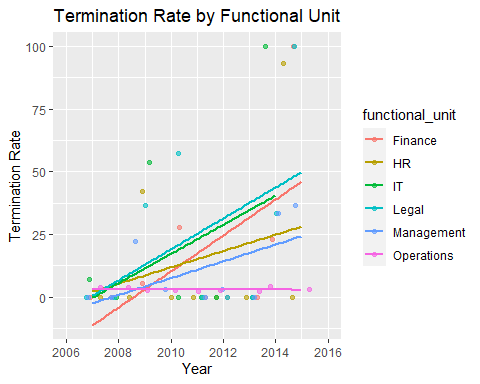 Termination Rate by Functional Unit
Termination Rate
100
75
50
25
0
2006
2008
2010
2012
2014
2016
Year
functional_unit
Finance
HR
IT
Legal
Management
Operations